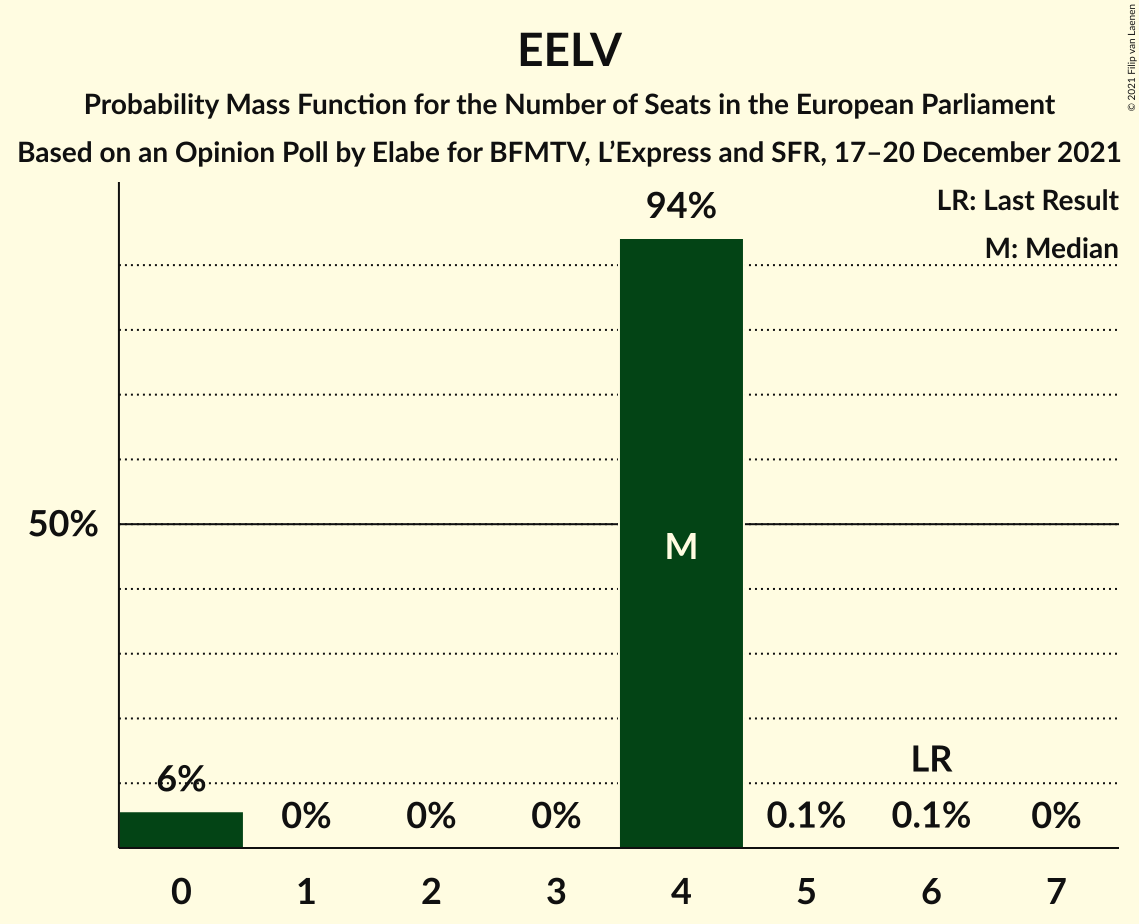 EELV
Probability Mass Function for the Number of Seats in the European Parliament
Based on an Opinion Poll by Elabe for BFMTV, L’Express and SFR, 17–20 December 2021
© 2021 Filip van Laenen
LR: Last Result
M: Median
94%
50%
M
6%
0%
0%
0%
0.1%
LR
0.1%
0%
0 1 2 3 4 5 6 7